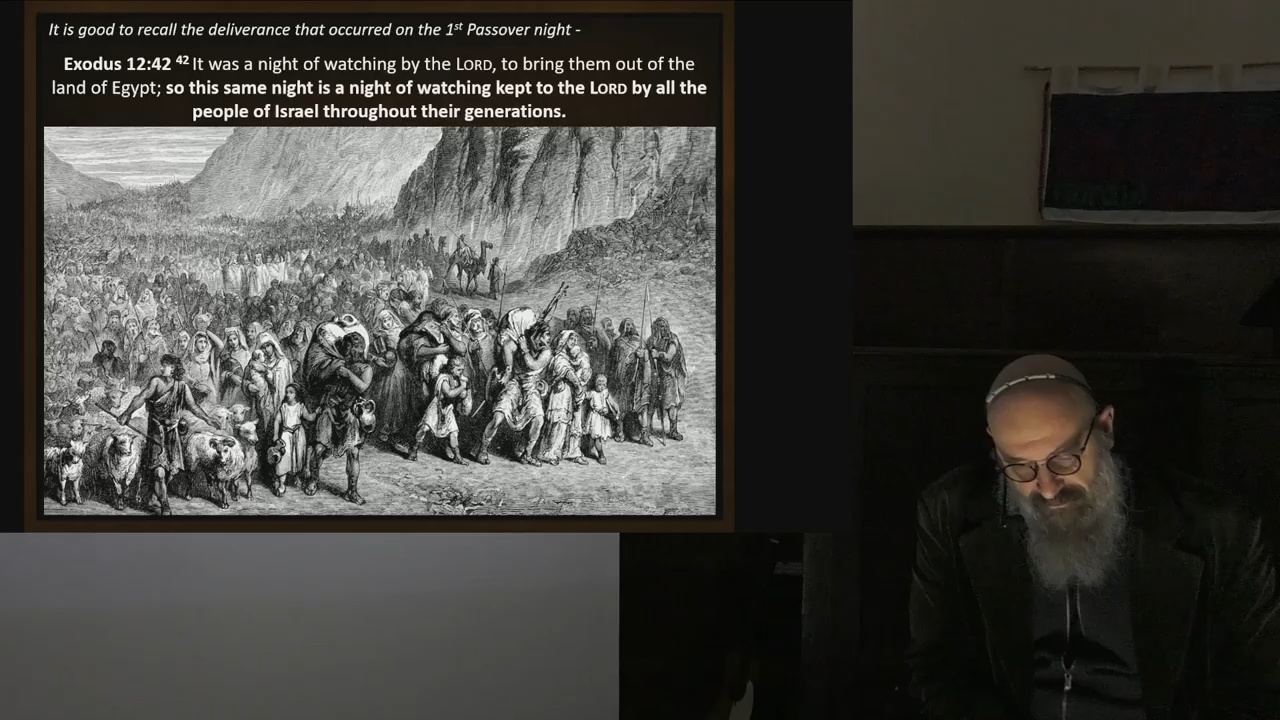 It is good to recall the deliverance that occurred on the 1st Passover night -
Exodus 12:42 42 It was a night of watching by the LORD, to bring them out of the
land of Egypt; so this same night is a night of watching kept to the LORD by all the
people of Israel throughout their generations.